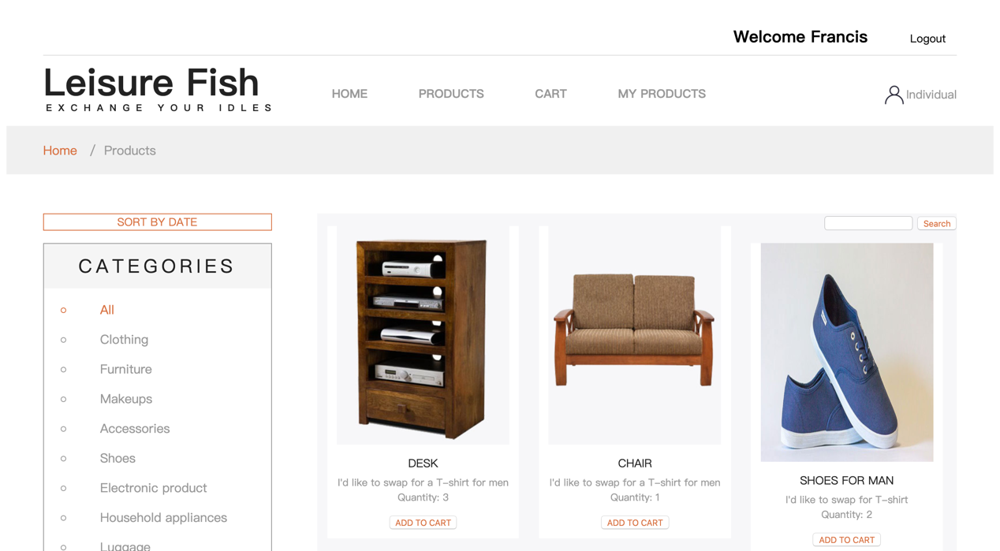 Welcome Francis
Logout
Leisure Fish
EXCHANGE YOUR IDLES
HOME
PRODUCTS
CART
MY PRODUCTS
Individual
Home / Products
SORT BY DATE
CATEGORIES
All
Clothing
Furniture
Makeups
Accessories
Shoes
Electronic product
Household appliances
Luggage
Search
DESK
I'd like to swap for a T-shirt for men
Quantity: 3
ADD TO CART
CHAIR
I'd like to swap for a T-shirt for men
Quantity: 1
ADD TO CART
SHOES FOR MAN
I'd like to swap for T-shirt
Quantity: 2
ADD TO CART